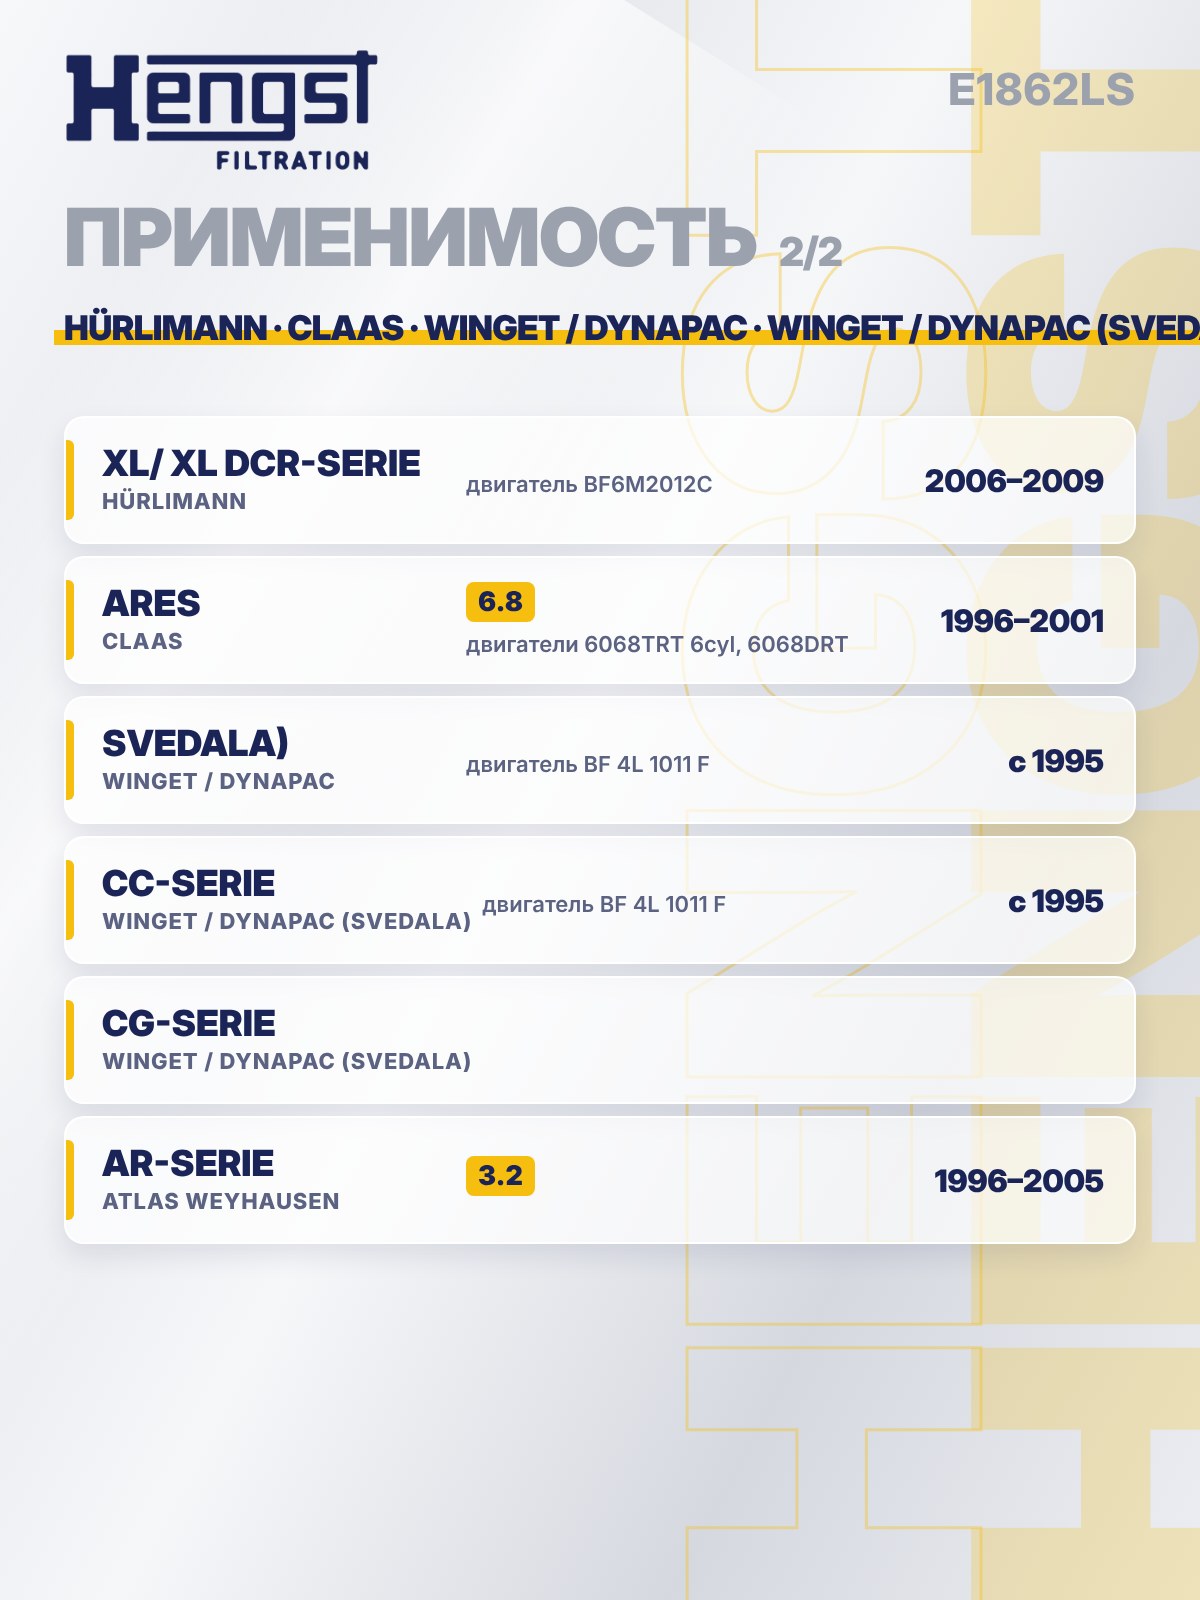 Hengst
FILTRATION
E1862LS
ПРИМЕНИМОСТЬ 2/2
HÜRLIMANN · CLAAS · WINGET / DYNAPAC · WINGET / DYNAPAC (SVEDA
XL/ XL DCR-SERIE
HÜRLIMANN
двигатель BF6M2012C
2006–2009
ARES
CLAAS
6.8
двигатели 6068TRT 6cyl, 6068DRT
1996–2001
SVEDALA)
WINGET / DYNAPAC
двигатель BF 4L 1011 F
с 1995
CC-SERIE
WINGET / DYNAPAC (SVEDALA)
двигатель BF 4L 1011 F
с 1995
CG-SERIE
WINGET / DYNAPAC (SVEDALA)
AR-SERIE
ATLAS WEYHAUSEN
3.2
1996–2005
HENGST
HENGST